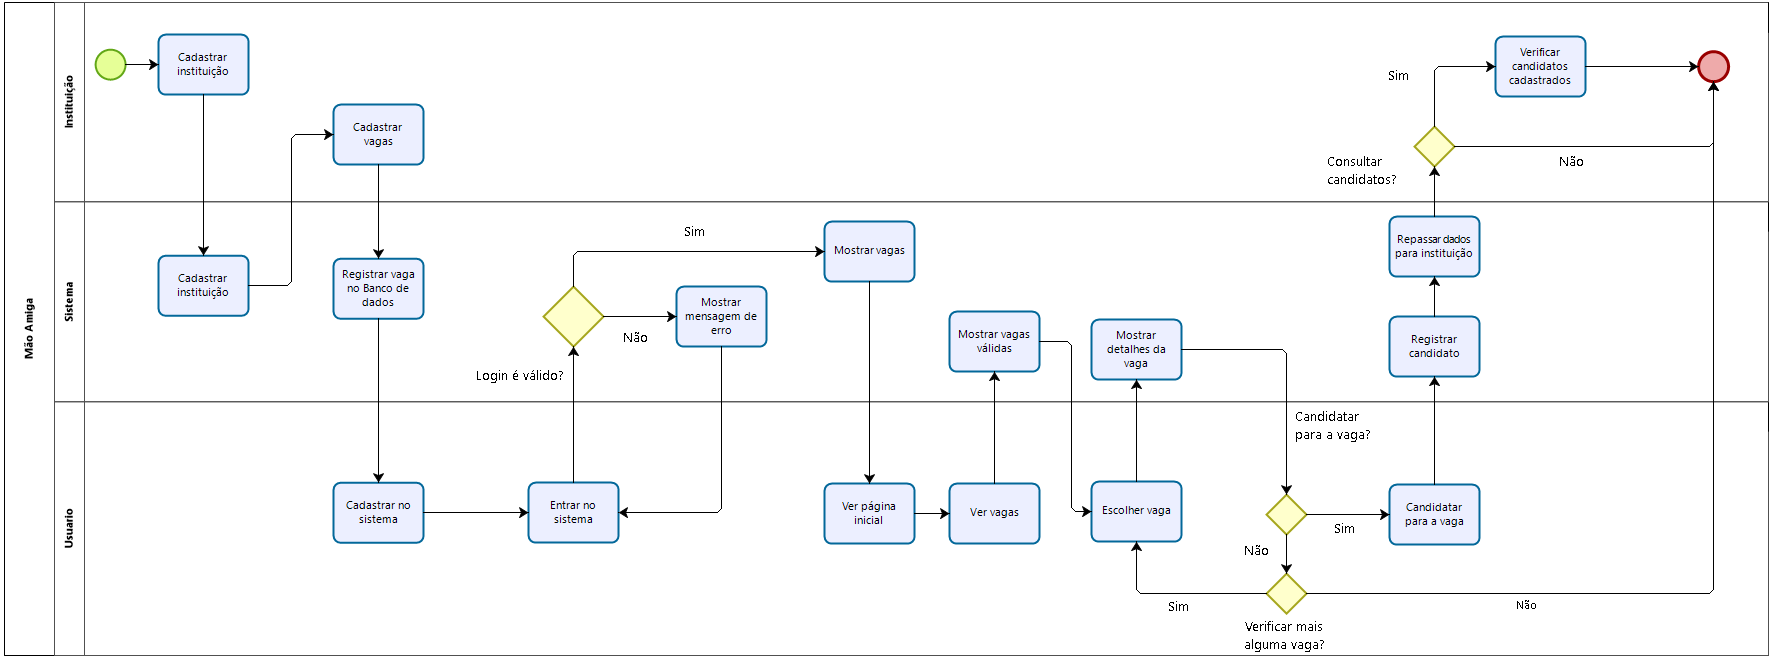 Mão Amiga
Instituição
Cadastrar
instituição
Cadastrar
vagas
Verificar
candidatos
cadastrados
Sim
Não
Consultar
candidatos?
Sistema
Cadastrar
instituição
Registrar vaga
no Banco de
dados
Login é válido?
Sim
Não
Mostrar
mensagem de
erro
Mostrar vagas
Mostrar vagas
válidas
Mostrar
detalhes da
vaga
Registrar
candidato
Repassar dados
para instituição
Usuario
Cadastrar no
sistema
Entrar no
sistema
Ver página
inicial
Ver vagas
Escolher vaga
Candidatar
para a vaga?
Sim
Não
Candidatar
para a vaga
Sim
Não
Verificar mais
alguma vaga?